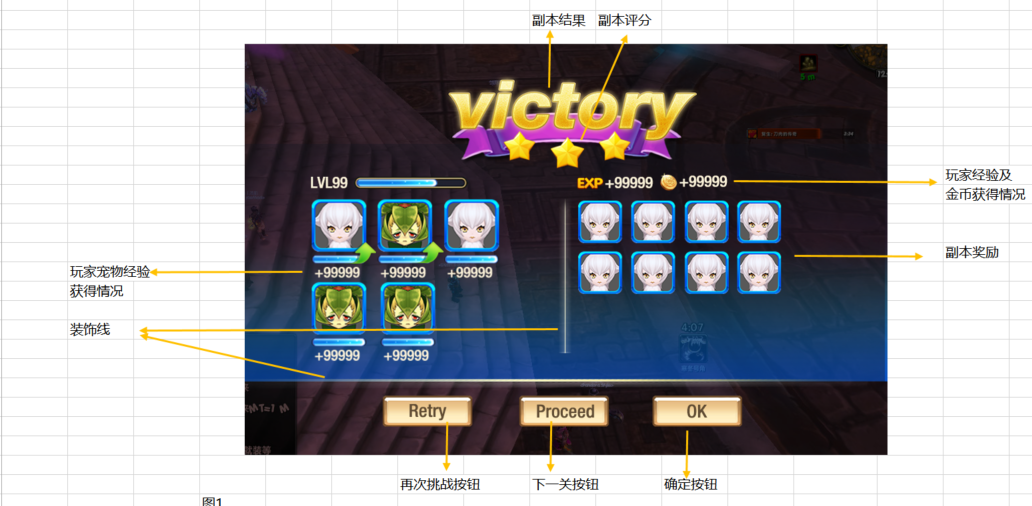 副本结果 副本评分
victory
LVL99
EXP +99999 +99999
玩家经验及
金币获得情况
+99999 +99999 +99999
副本奖励
玩家宠物经验
获得情况
装饰线
4:07
+99999 +99999
Retry Proceed OK
再次挑战按钮 下一关按钮 确定按钮
图1